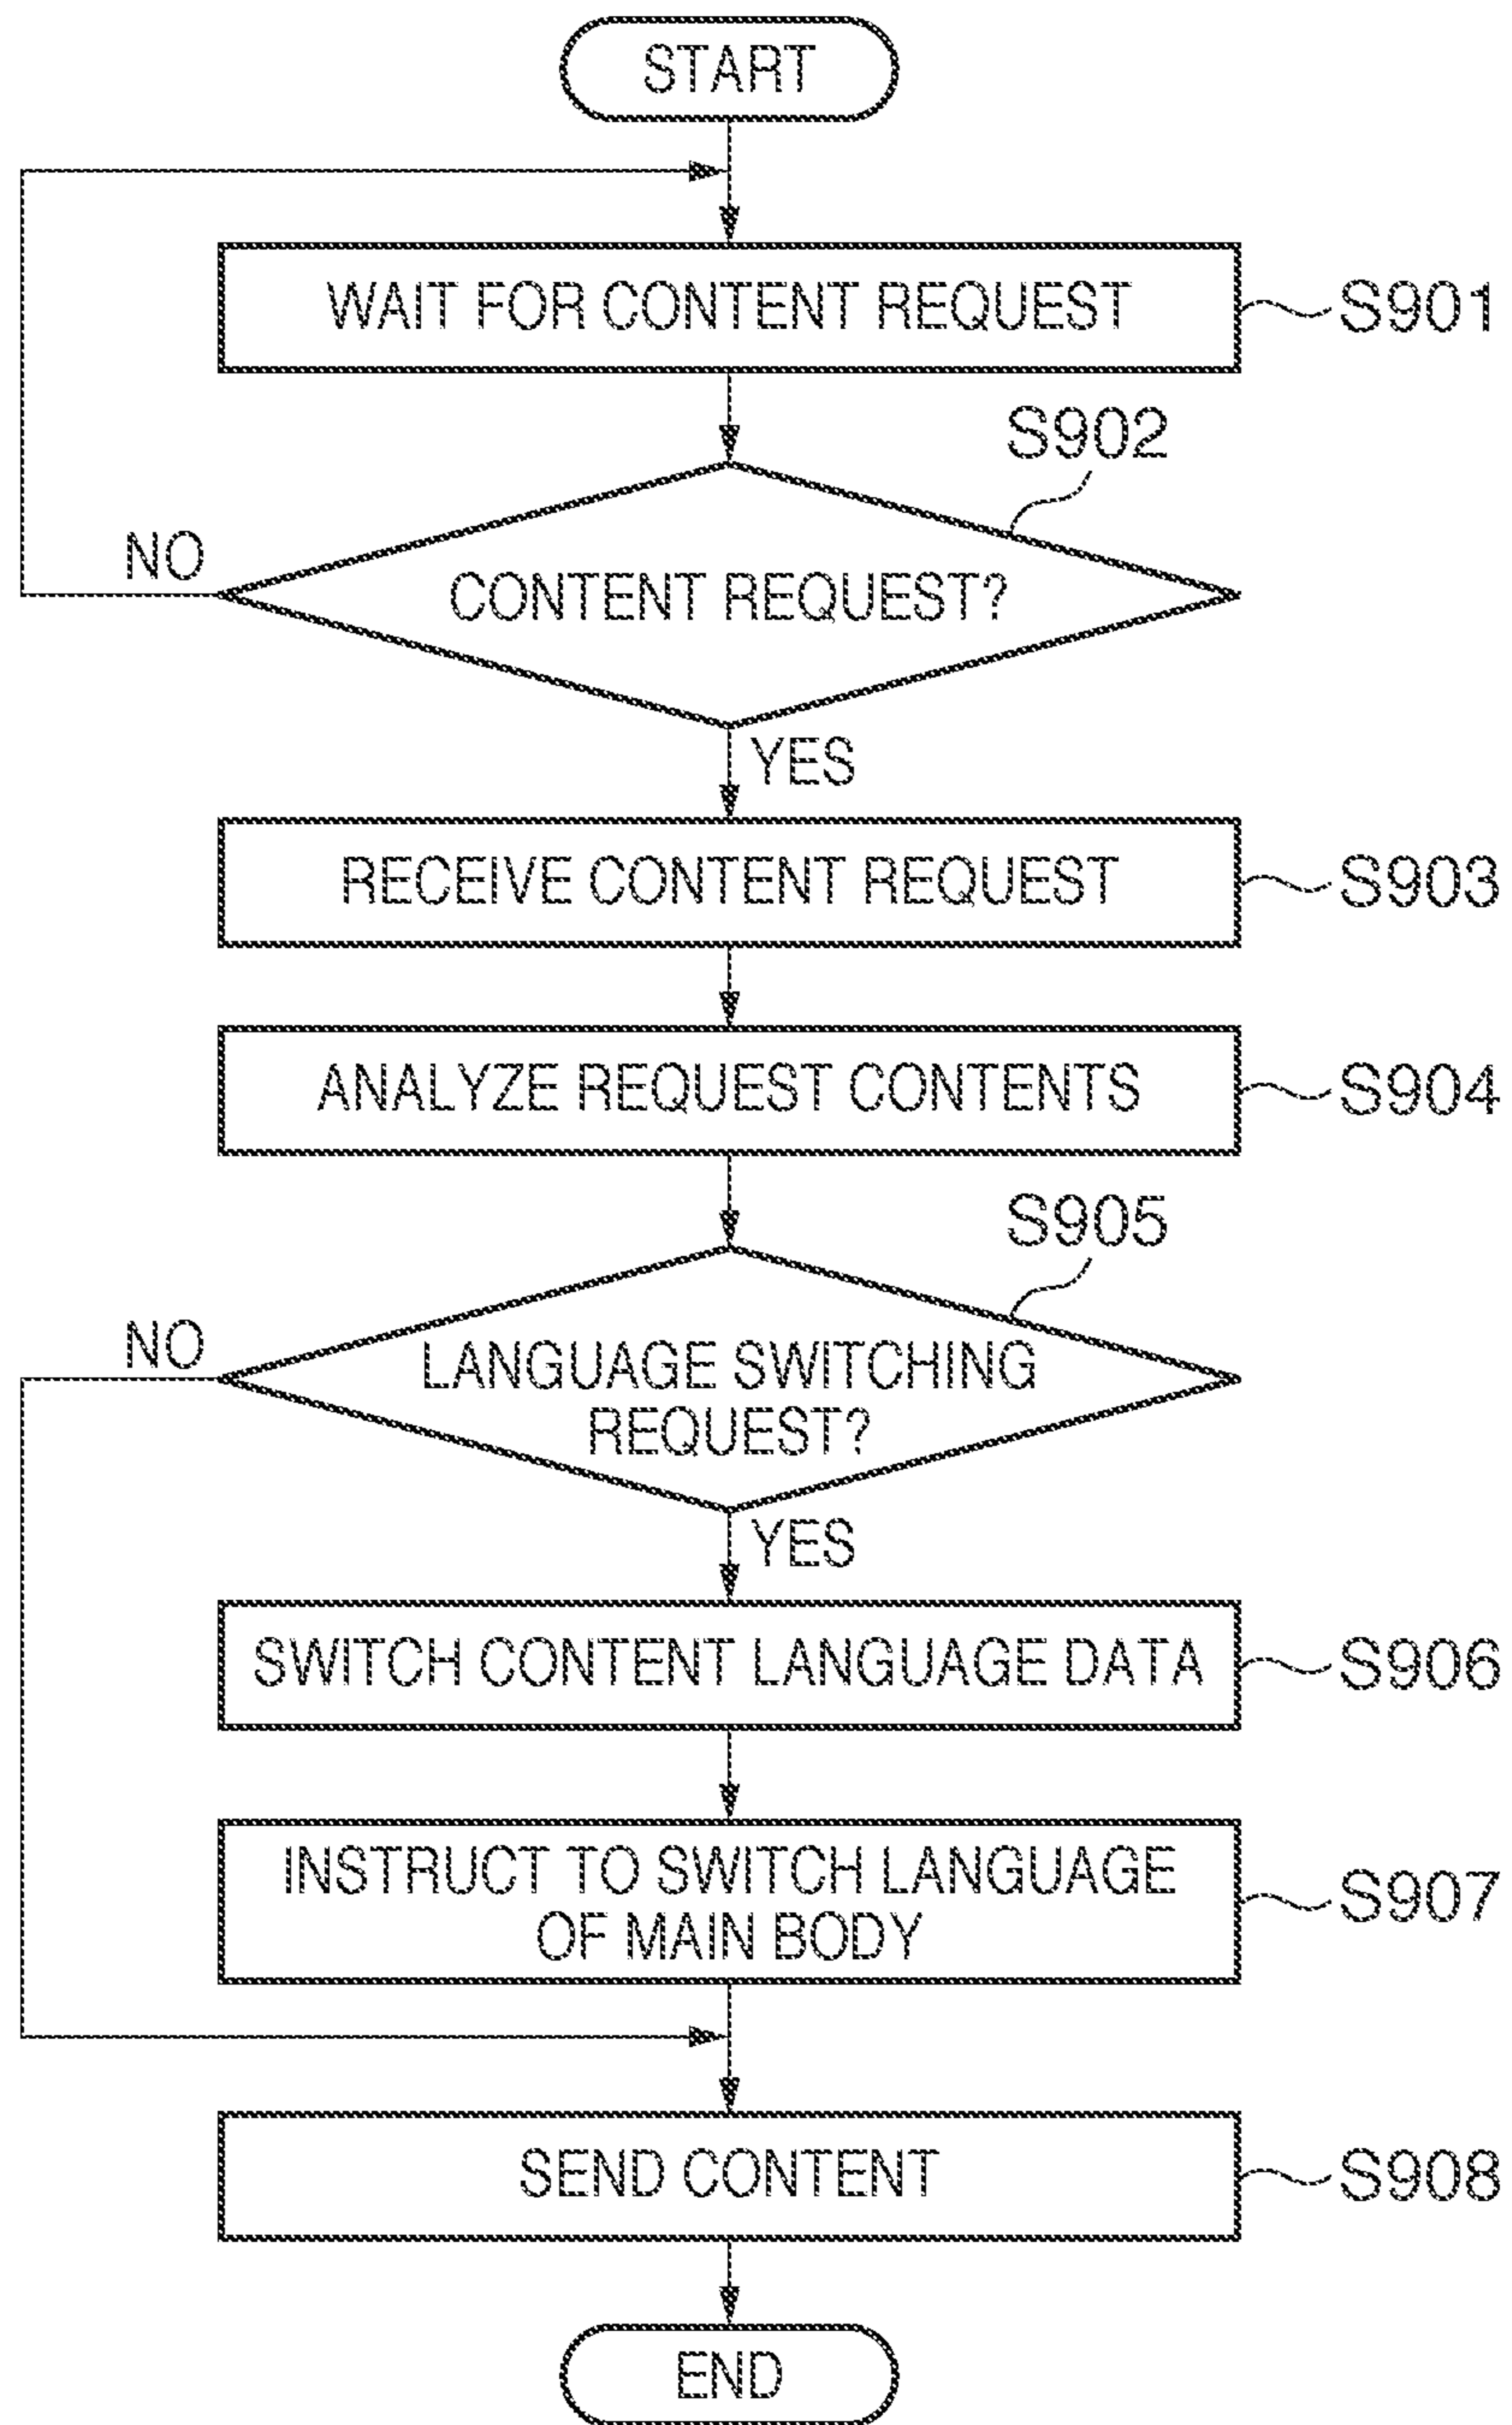 START
WAIT FOR CONTENT REQUEST
S901
S902
NO
CONTENT REQUEST?
YES
RECEIVE CONTENT REQUEST
S903
ANALYZE REQUEST CONTENTS
S904
S905
NO
LANGUAGE SWITCHING
REQUEST?
YES
SWITCH CONTENT LANGUAGE DATA
S906
INSTRUCT TO SWITCH LANGUAGE
OF MAIN BODY
S907
SEND CONTENT
S908
END